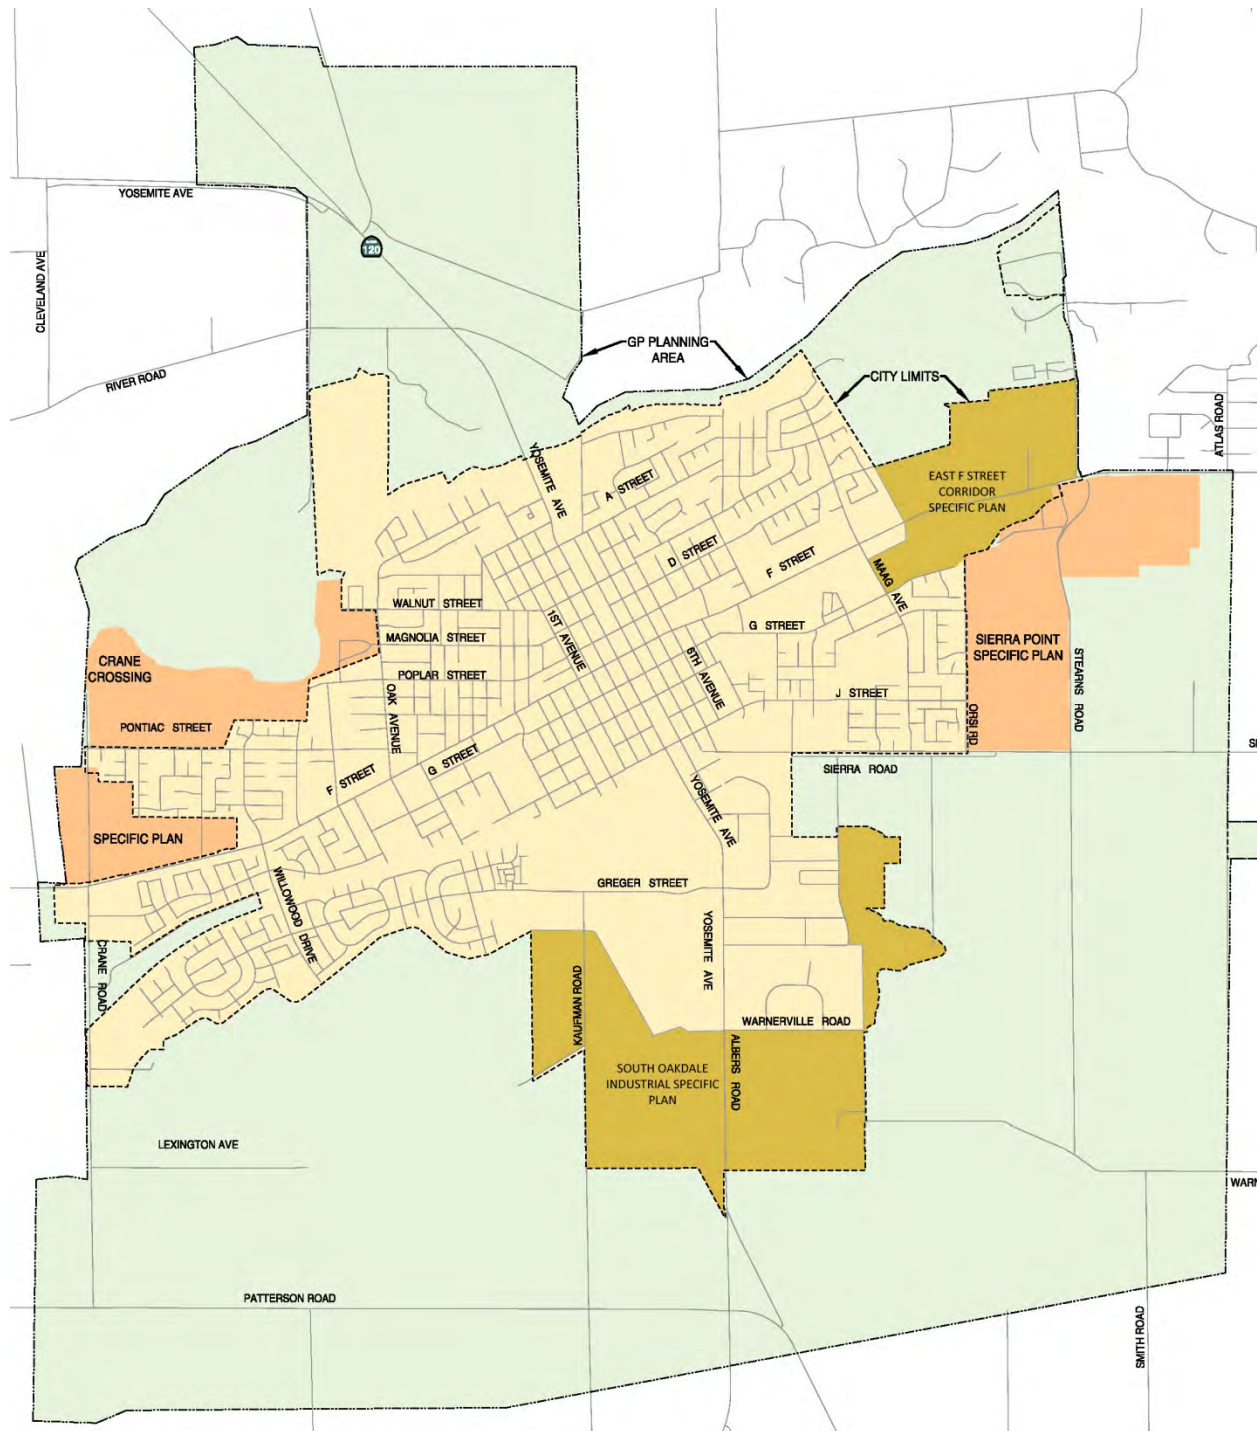 YOSEMITE AVE
120
CLEVELAND AVE
RIVER ROAD
GP PLANNING
AREA
CITY LIMITS
ATLAS ROAD
YOSEMITE AVE
A STREET
EAST F STREET
CORRIDOR
SPECIFIC PLAN
D STREET
F STREET
MAAG AVE
WALNUT STREET
1ST AVENUE
G STREET
MAGNOLIA STREET
6TH AVENUE
SIERRA POINT
SPECIFIC PLAN
CRANE
CROSSING
POPLAR STREET
STEARNS ROAD
OAK AVENUE
J STREET
ORSI RD
PONTIAC STREET
G STREET
F STREET
SIERRA ROAD
YOSEMITE AVE
SPECIFIC PLAN
GREGER STREET
WILLOWOOD DRIVE
YOSEMITE AVE
CRANE ROAD
KAUFMAN ROAD
WARNERVILLE ROAD
ALBERS ROAD
SOUTH OAKDALE
INDUSTRIAL SPECIFIC
PLAN
LEXINGTON AVE
WARN
PATTERSON ROAD
SMITH ROAD